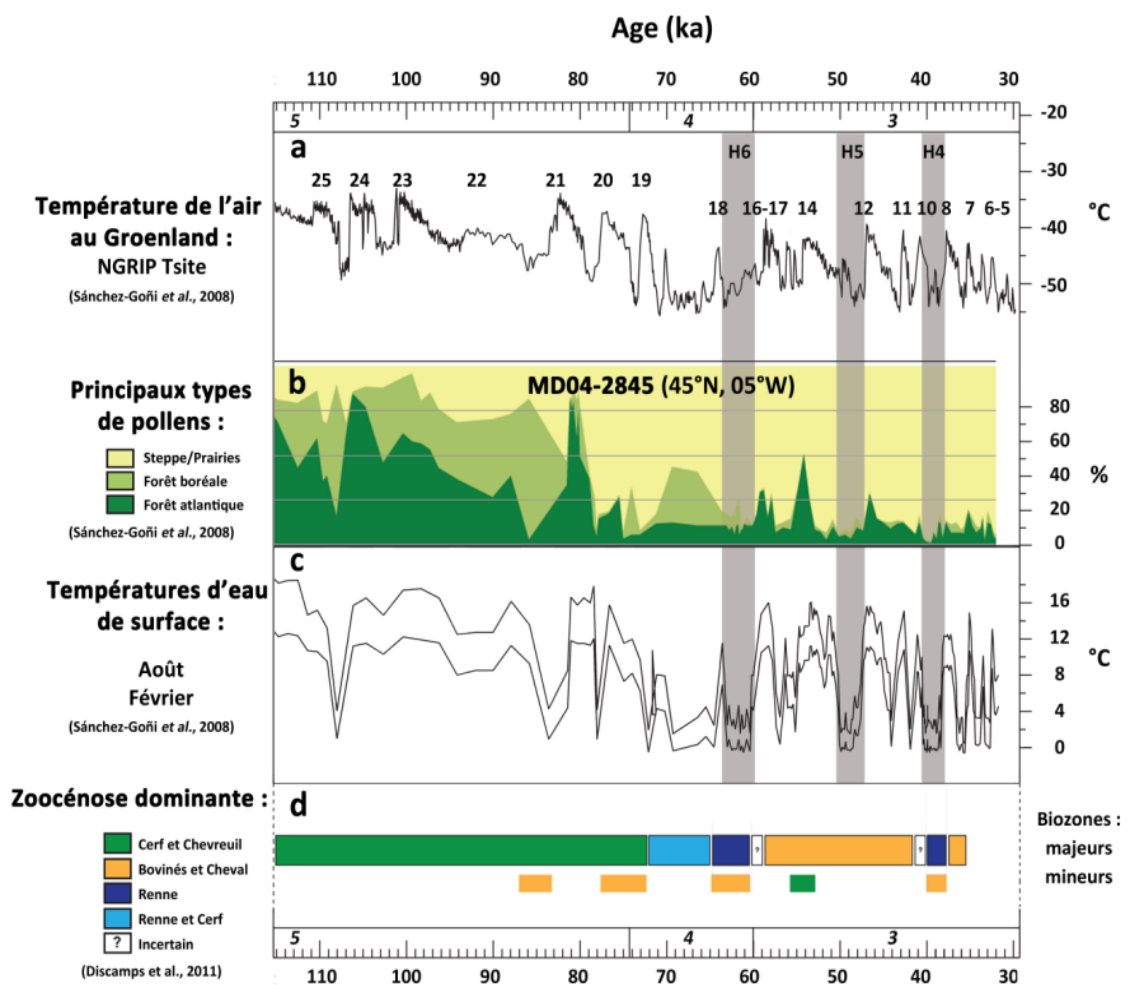 Age (ka)
110 100 90 80 70 60 50 40 30
5 4 3
-20
a
H6 H5 H4
-30
25 24 23 22 21 20 19 18 16-17 14 12 11 10 8 7 6-5
Température de l'air
au Groenland :
NGRIP Tsite
(Sánchez-Goñi et al., 2008)
°C
-40
-50
b
MD04-2845 (45°N, 05°W)
Principaux types
de pollens :
Steppe/Prairies
Forêt boréale
Forêt atlantique
(Sánchez-Goñi et al., 2008)
80
60
40
%
20
0
c
Températures d'eau
de surface :
Août
Février
(Sánchez-Goñi et al., 2008)
16
12
°C
8
4
0
Zoocénose dominante :
d
Cerf et Chevreuil
Bovinés et Cheval
Renne
Renne et Cerf
? Incertain
(Discamps et al., 2011)
? ?
Biozones :
majeurs
mineurs
5 4 3
110 100 90 80 70 60 50 40 30